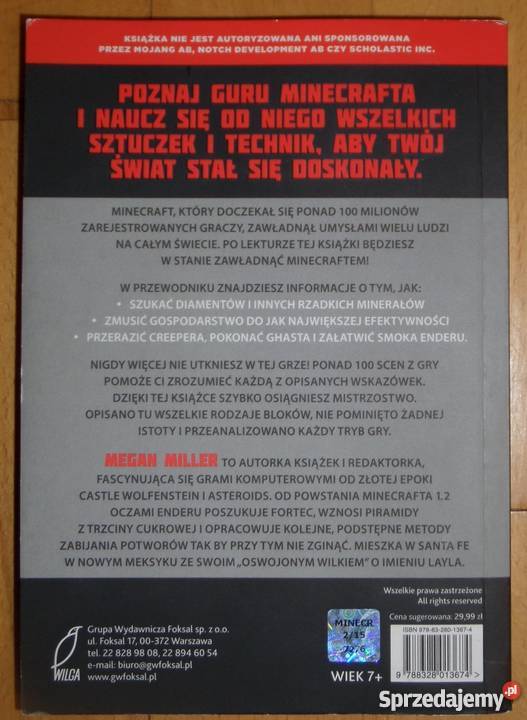 KSIĄŻKA NIE JEST AUTORYZOWANA ANI SPONSOROWANA
PRZEZ MOJANG AB, NOTCH DEVELOPMENT AB CZY SCHOLASTIC INC.
POZNAJ GURU MINECRAFTA
I NAUCZ SIĘ OD NIEGO WSZELKICH
SZTUCZEK I TECHNIK, ABY TWÓJ
ŚWIAT STAŁ SIĘ DOSKONAŁY.
MINECRAFT, KTÓRY DOCZEKAŁ SIĘ PONAD 100 MILIONÓW
ZAREJESTROWANYCH GRACZY, ZAWŁADNĄŁ UMYSŁAMI WIELU LUDZI
NA CAŁYM ŚWIECIE. PO LEKTURZE TEJ KSIĄŻKI BĘDZIESZ
W STANIE ZAWŁADNĄĆ MINECRAFTEM!
W PRZEWODNIKU ZNAJDZIESZ INFORMACJE O TYM, JAK:
• SZUKAĆ DIAMENTÓW I INNYCH RZADKICH MINERAŁÓW
• ZMUSIĆ GOSPODARSTWO DO JAK NAJWIĘKSZEJ EFEKTYWNOŚCI
• PRZERAZIĆ CREEPERA, POKONAĆ GHASTA I ZAŁATWIĆ SMOKA ENDERU.
NIGDY WIĘCEJ NIE UTKNIESZ W TEJ GRZE! PONAD 100 SCEN Z GRY
POMOŻE CI ZROZUMIEĆ KAŻDĄ Z OPISANYCH WSKAZÓWEK.
DZIĘKI TEJ KSIĄŻCE SZYBKO OSIĄGNIESZ MISTRZOSTWO.
OPISANO TU WSZELKIE RODZAJE BLOKÓW, NIE POMINIĘTO ŻADNEJ
ISTOTY I PRZEANALIZOWANO KAŻDY TRYB GRY.
MEGAN MILLER TO AUTORKA KSIĄŻEK I REDAKTORKA,
FASCYNUJĄCA SIĘ GRAMI KOMPUTEROWYMI OD ZŁOTEJ EPOKI
CASTLE WOLFENSTEIN I ASTEROIDS. OD POWSTANIA MINECRAFTA 1.2
OCZAMI ENDERU POSZUKUJE FORTEC, WZNOSI PIRAMIDY
Z TRZCINY CUKROWEJ I OPRACOWUJE KOLEJNE, PODSTĘPNE METODY
ZABIJANIA POTWORÓW TAK BY PRZY TYM NIE ZGINĄĆ. MIESZKA W SANTA FE
W NOWYM MEKSYKU ZE SWOIM „OSWOJONYM WILKIEM" O IMIENIU LAYLA.
Wszelkie prawa zastrzeżone
All rights reserved
Cena sugerowana: 29,99 zł
WILGA
Grupa Wydawnicza Foksal sp. z o.o.
ul. Foksal 17, 00-372 Warszawa
tel. 22 828 98 08, 22 894 60 54
e-mail: biuro@gwfoksal.pl
www.gwfoksal.pl
MINECR
2/15
7276
WIEK 7+
ISBN 978-83-280-1367-4
9 788328 013674 >
Sprzedajemy.pl